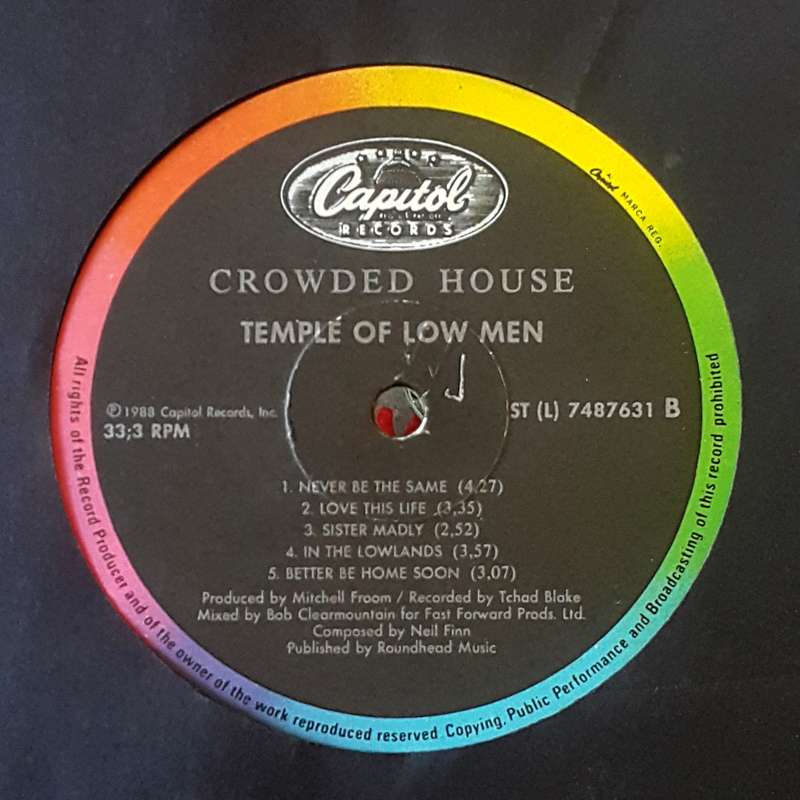 Capitol
RECORDS
Capitol MARCA REG.
CROWDED HOUSE
TEMPLE OF LOW MEN
℗1988 Capitol Records, Inc.
33;3 RPM
ST (L) 7487631 B
1. NEVER BE THE SAME (4,27)
2. LOVE THIS LIFE (3,35)
3. SISTER MADLY (2,52)
4. IN THE LOWLANDS (3,57)
5. BETTER BE HOME SOON (3,07)
Produced by Mitchell Froom / Recorded by Tchad Blake
Mixed by Bob Clearmountain for Fast Forward Prods. Ltd.
Composed by Neil Finn
Published by Roundhead Music
All rights of the Record Producer and of the owner of the work reproduced reserved. Copying, Public Performance and Broadcasting of this record prohibited